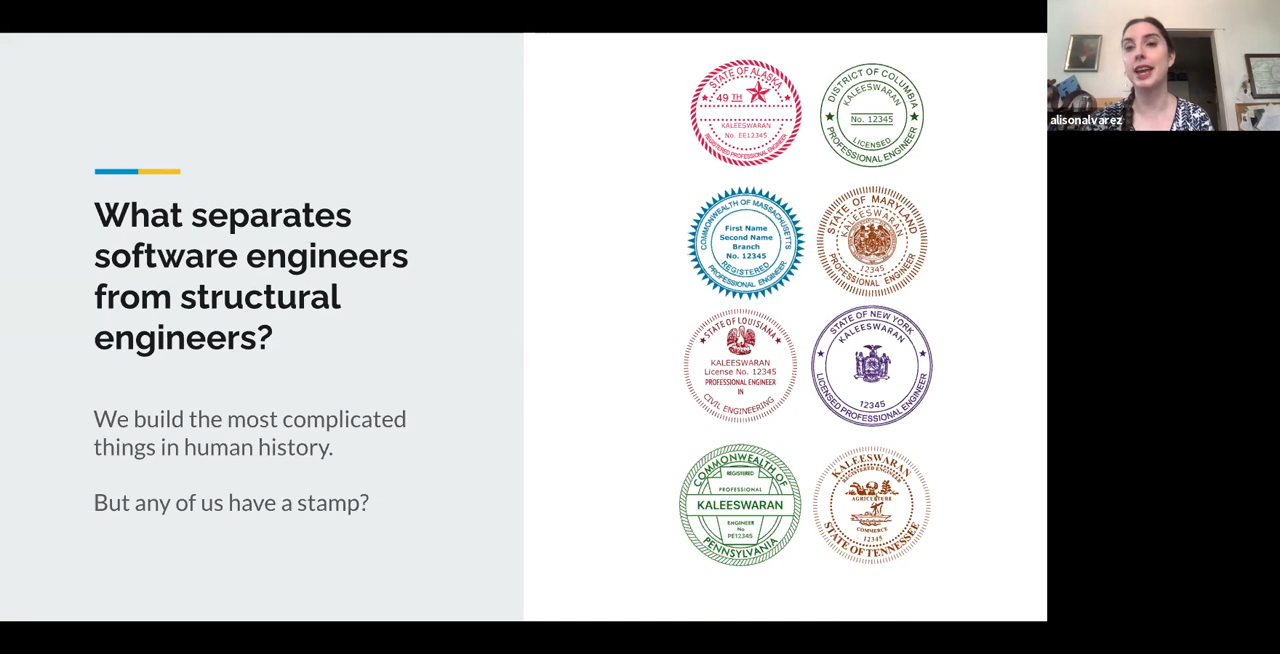 What separates
software engineers
from structural
engineers?
We build the most complicated
things in human history.
But any of us have a stamp?
STATE OF ALASKA
49 TH
KALEESWARAN
No. EE12345
REGISTERED PROFESSIONAL ENGINEER
DISTRICT OF COLUMBIA
KALEESWARAN
No. 12345
LICENSED
PROFESSIONAL ENGINEER
COMMONWEALTH OF MASSACHUSETTS
First Name
Second Name
Branch
No. 12345
REGISTERED
PROFESSIONAL ENGINEER
STATE OF MARYLAND
KALEESWARAN
12345
PROFESSIONAL ENGINEER
STATE OF LOUISIANA
KALEESWARAN
License No. 12345
PROFESSIONAL ENGINEER
IN
CIVIL ENGINEERING
STATE OF NEW YORK
KALEESWARAN
12345
LICENSED PROFESSIONAL ENGINEER
COMMONWEALTH OF
REGISTERED
PROFESSIONAL
KALEESWARAN
ENGINEER
No
PE12345
PENNSYLVANIA
KALEESWARAN
REGISTERED ENGINEER
AGRICULTURE
COMMERCE
12345
STATE OF TENNESSEE
alisonalvarez